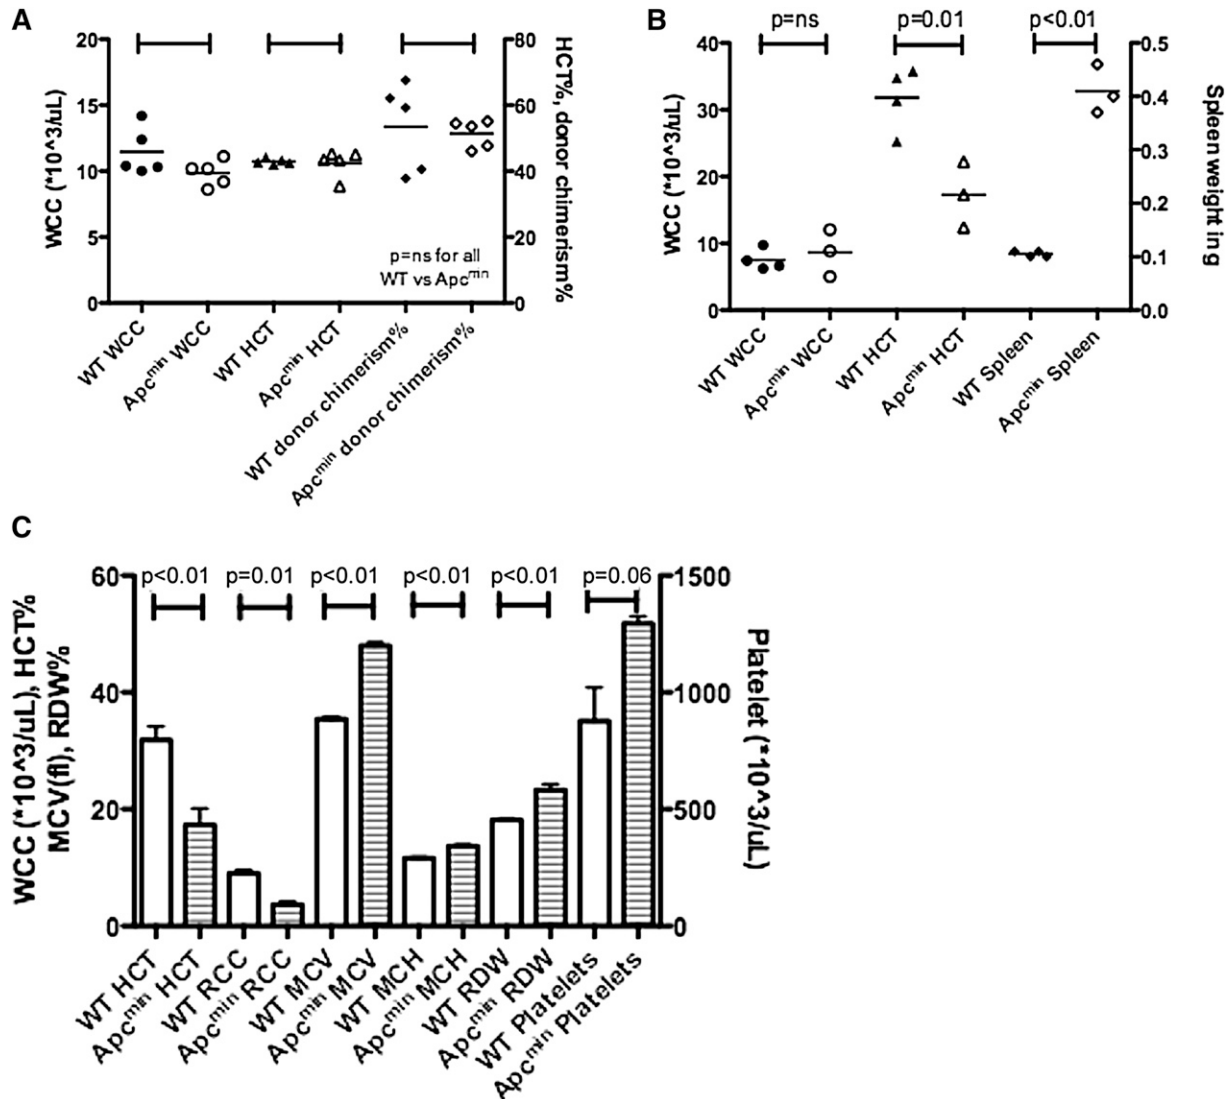 A
20
15
10
5
0
WCC (*10^3/uL)
80
60
40
20
0
HCT%, donor chimerism%
p=ns for all
WT vs Apcmin
WT WCC
Apcmin WCC
WT HCT
Apcmin HCT
WT donor chimerism%
Apcmin donor chimerism%
B
p=ns
p=0.01
p<0.01
40
30
20
10
0
WCC (*10^3/uL)
0.5
0.4
0.3
0.2
0.1
0.0
Spleen weight in g
WT WCC
Apcmin WCC
WT HCT
Apcmin HCT
WT Spleen
Apcmin Spleen
C
p<0.01
p=0.01
p<0.01
p<0.01
p<0.01
p=0.06
60
40
20
0
WCC (*10^3/uL), HCT%
MCV(fl), RDW%
1500
1000
500
0
Platelet (*10^3/uL)
WT HCT
Apcmin HCT
WT RCC
Apcmin RCC
WT MCV
Apcmin MCV
WT MCH
Apcmin MCH
WT RDW
Apcmin RDW
WT Platelets
Apcmin Platelets